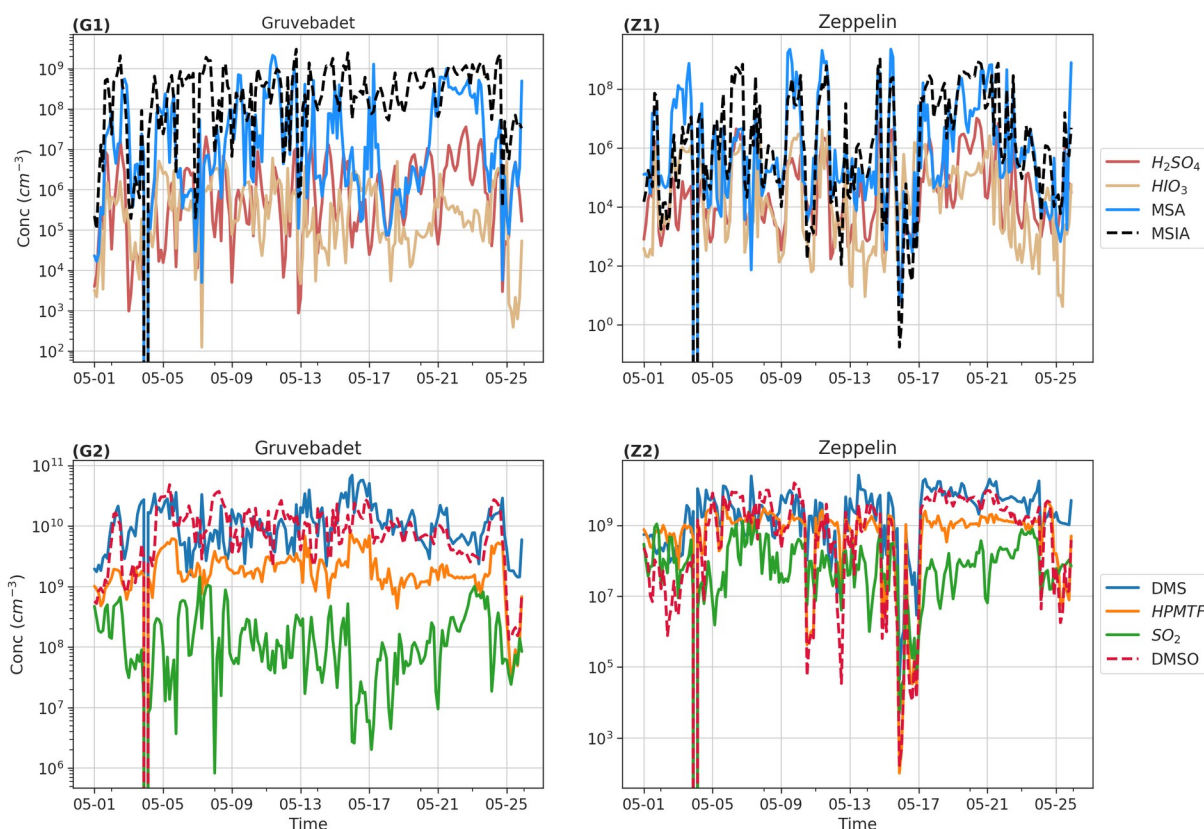 (G1) Gruvebadet
Conc (cm⁻³)
10⁹
10⁸
10⁷
10⁶
10⁵
10⁴
10³
10²
05-01 05-05 05-09 05-13 05-17 05-21 05-25
(Z1) Zeppelin
10⁸
10⁶
10⁴
10²
10⁰
05-01 05-05 05-09 05-13 05-17 05-21 05-25
H₂SO₄
HIO₃
MSA
MSIA
(G2) Gruvebadet
Conc (cm⁻³)
10¹¹
10¹⁰
10⁹
10⁸
10⁷
10⁶
05-01 05-05 05-09 05-13 05-17 05-21 05-25
Time
(Z2) Zeppelin
10⁹
10⁷
10⁵
10³
05-01 05-05 05-09 05-13 05-17 05-21 05-25
Time
DMS
HPMTF
SO₂
DMSO